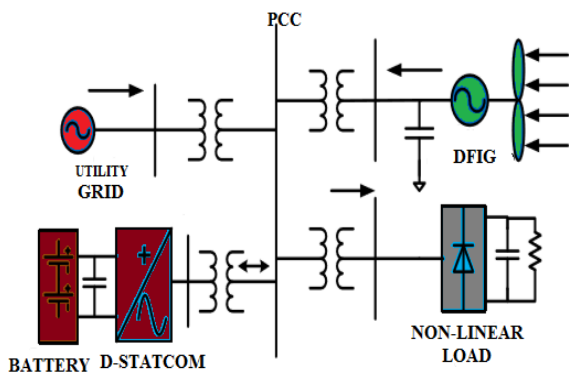 PCC
DFIG
UTILITY
GRID
NON-LINEAR
LOAD
BATTERY
D-STATCOM